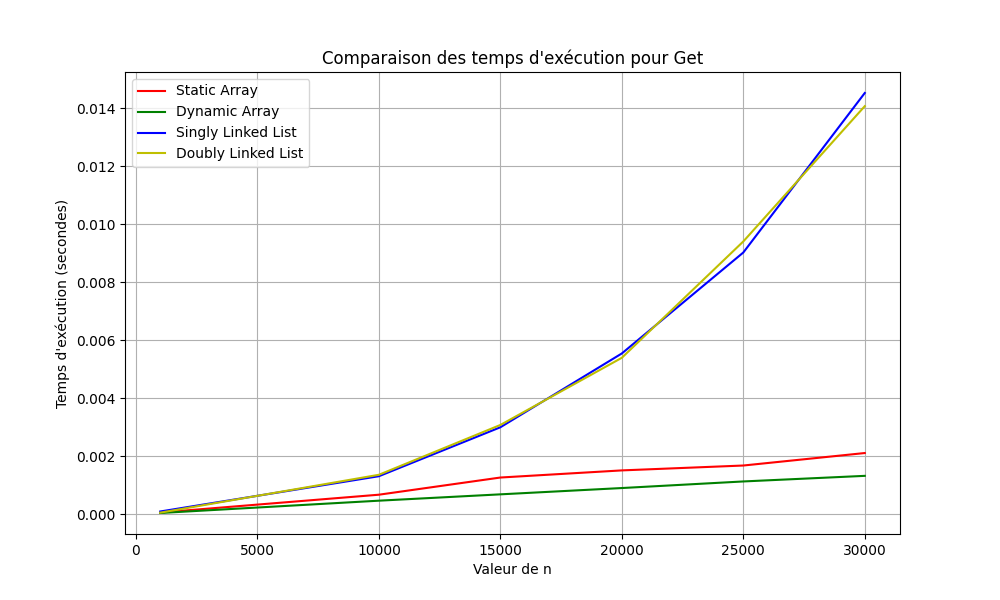 Comparaison des temps d'exécution pour Get
Static Array
Dynamic Array
Singly Linked List
Doubly Linked List
Temps d'exécution (secondes)
0.014
0.012
0.010
0.008
0.006
0.004
0.002
0.000
0 5000 10000 15000 20000 25000 30000
Valeur de n